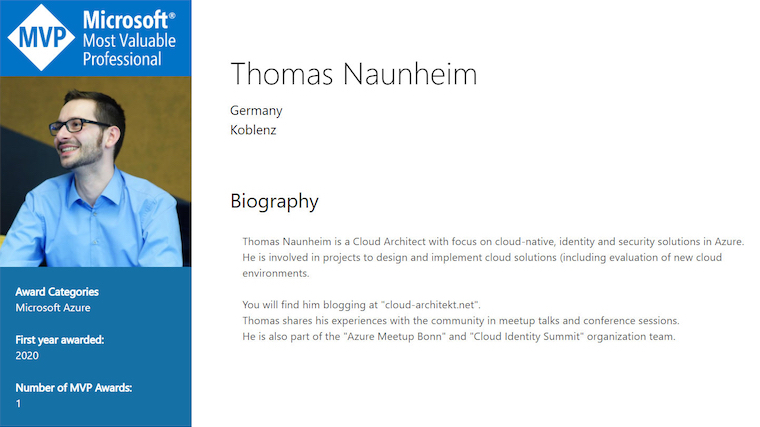 MVP
Microsoft®
Most Valuable
Professional
Thomas Naunheim
Germany
Koblenz
Biography
Thomas Naunheim is a Cloud Architect with focus on cloud-native, identity and security solutions in Azure.
He is involved in projects to design and implement cloud solutions (including evaluation of new cloud
environments.
You will find him blogging at "cloud-architekt.net".
Thomas shares his experiences with the community in meetup talks and conference sessions.
He is also part of the "Azure Meetup Bonn" and "Cloud Identity Summit" organization team.
Award Categories
Microsoft Azure
First year awarded:
2020
Number of MVP Awards:
1